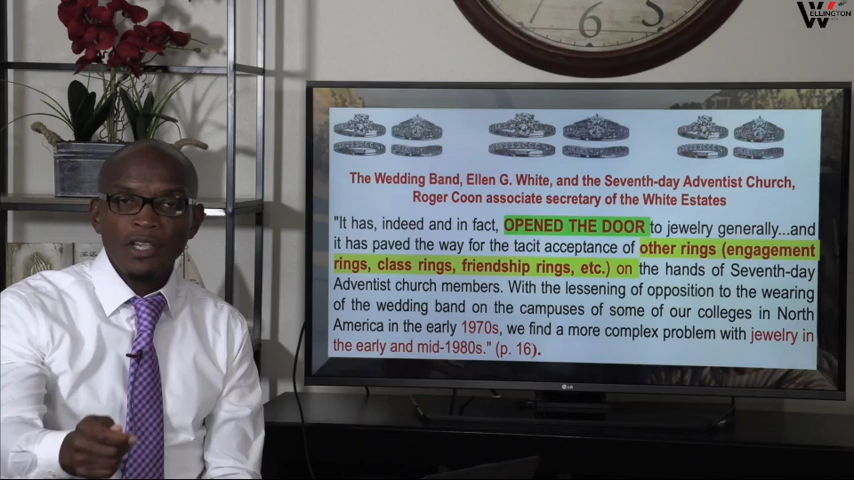 WELLINGTON
6
5
The Wedding Band, Ellen G. White, and the Seventh-day Adventist Church,
Roger Coon associate secretary of the White Estates
"It has, indeed and in fact, OPENED THE DOOR to jewelry generally...and
it has paved the way for the tacit acceptance of other rings (engagement
rings, class rings, friendship rings, etc.) on the hands of Seventh-day
Adventist church members. With the lessening of opposition to the wearing
of the wedding band on the campuses of some of our colleges in North
America in the early 1970s, we find a more complex problem with jewelry in
the early and mid-1980s." (p. 16).
LG